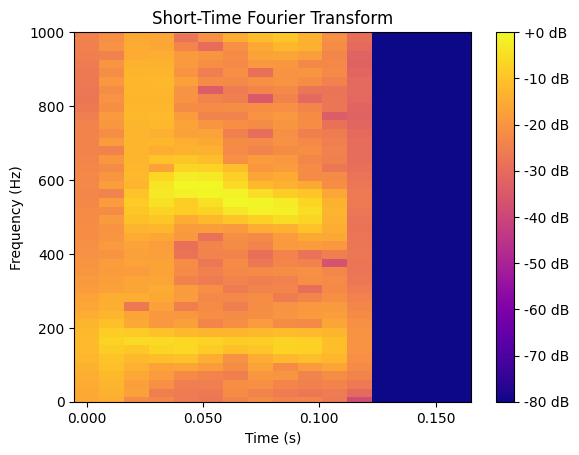 Short-Time Fourier Transform
1000
800
600
400
200
0
Frequency (Hz)
0.000
0.050
0.100
0.150
Time (s)
+0 dB
-10 dB
-20 dB
-30 dB
-40 dB
-50 dB
-60 dB
-70 dB
-80 dB